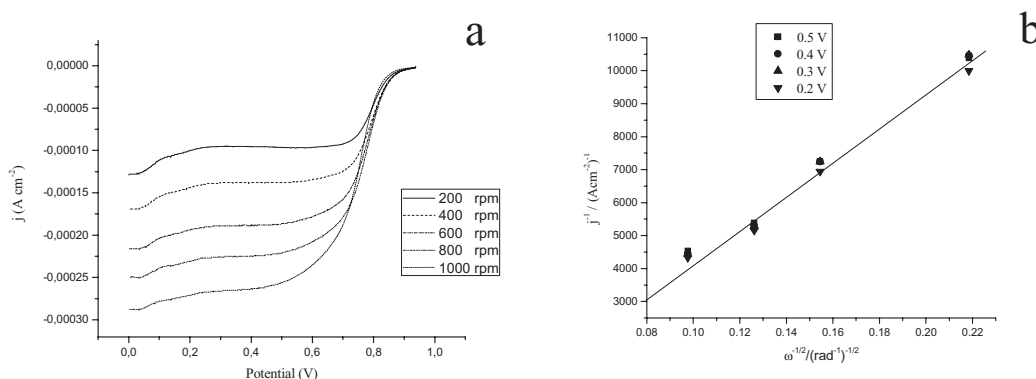 a
0,00000
-0,00005
-0,00010
-0,00015
-0,00020
-0,00025
-0,00030
j (A cm⁻²)
0,0 0,2 0,4 0,6 0,8 1,0
Potential (V)
200 rpm
400 rpm
600 rpm
800 rpm
1000 rpm
b
0.5 V
0.4 V
0.3 V
0.2 V
11000
10000
9000
8000
7000
6000
5000
4000
3000
j⁻¹ / (Acm⁻²)⁻¹
0.08 0.10 0.12 0.14 0.16 0.18 0.20 0.22
ω⁻¹/²/(rad⁻¹)⁻¹/²